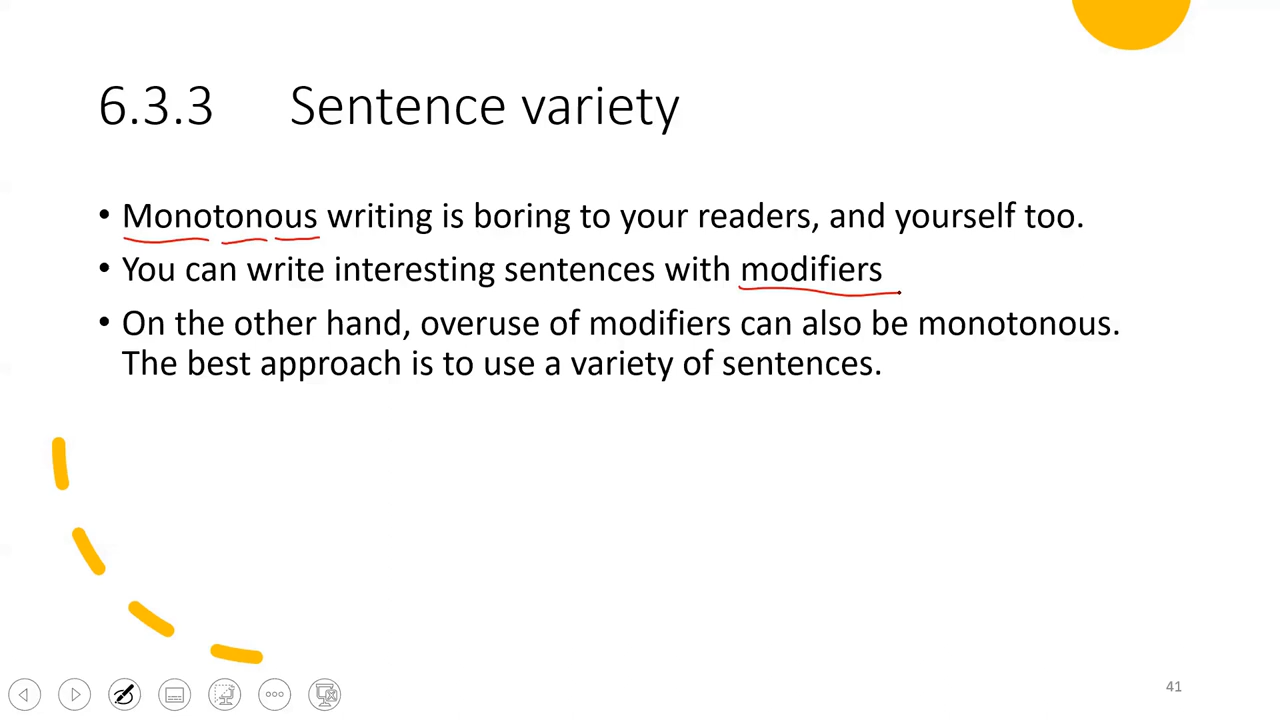 6.3.3 Sentence variety
• Monotonous writing is boring to your readers, and yourself too.
• You can write interesting sentences with modifiers
• On the other hand, overuse of modifiers can also be monotonous.
The best approach is to use a variety of sentences.
41